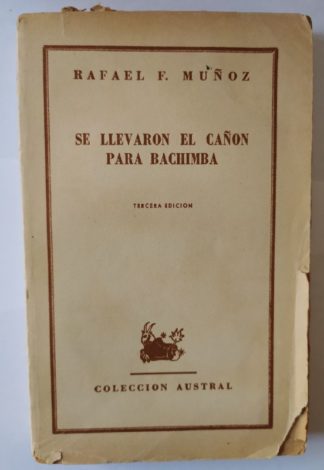 RAFAEL F. MUÑOZ
SE LLEVARON EL CAÑON
PARA BACHIMBA
TERCERA EDICION
COLECCION AUSTRAL